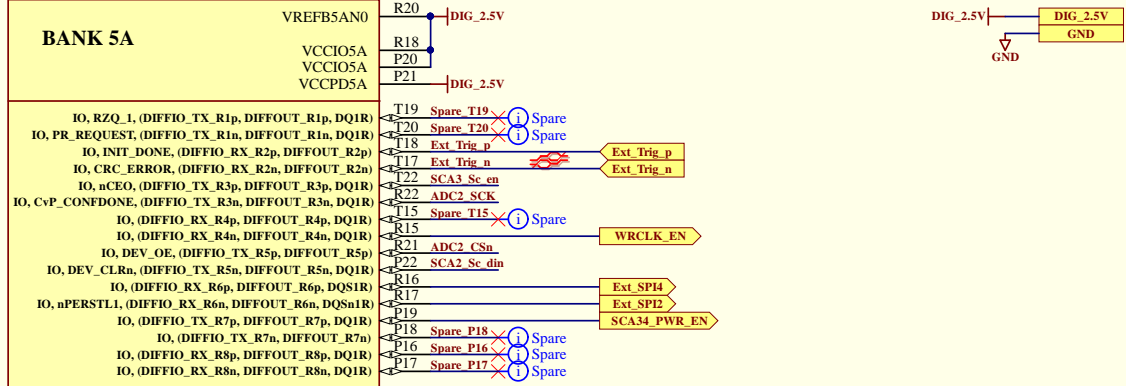 VREFB5AN0 R20 DIG_2.5V
DIG_2.5V DIG_2.5V
GND
GND
BANK 5A
VCCIO5A R18
VCCIO5A P20
VCCPD5A P21 DIG_2.5V
IO, RZQ_1, (DIFFIO_TX_R1p, DIFFOUT_R1p, DQ1R) T19 Spare_T19 i Spare
IO, PR_REQUEST, (DIFFIO_TX_R1n, DIFFOUT_R1n, DQ1R) T20 Spare_T20 i Spare
IO, INIT_DONE, (DIFFIO_RX_R2p, DIFFOUT_R2p) T18 Ext_Trig_p Ext_Trig_p
IO, CRC_ERROR, (DIFFIO_RX_R2n, DIFFOUT_R2n) T17 Ext_Trig_n Ext_Trig_n
IO, nCEO, (DIFFIO_TX_R3p, DIFFOUT_R3p, DQ1R) T22 SCA3_Sc_en
IO, CvP_CONFDONE, (DIFFIO_TX_R3n, DIFFOUT_R3n, DQ1R) R22 ADC2_SCK
IO, (DIFFIO_RX_R4p, DIFFOUT_R4p, DQ1R) T15 Spare_T15 i Spare
IO, (DIFFIO_RX_R4n, DIFFOUT_R4n, DQ1R) R15 WRCLK_EN
IO, DEV_OE, (DIFFIO_TX_R5p, DIFFOUT_R5p) R21 ADC2_CSn
IO, DEV_CLRn, (DIFFIO_TX_R5n, DIFFOUT_R5n, DQ1R) P22 SCA2_Sc_din
IO, (DIFFIO_RX_R6p, DIFFOUT_R6p, DQS1R) R16 Ext_SPI4
IO, nPERSTL1, (DIFFIO_RX_R6n, DIFFOUT_R6n, DQSn1R) R17 Ext_SPI2
IO, (DIFFIO_TX_R7p, DIFFOUT_R7p, DQ1R) P19 SCA34_PWR_EN
IO, (DIFFIO_TX_R7n, DIFFOUT_R7n) P18 Spare_P18 i Spare
IO, (DIFFIO_RX_R8p, DIFFOUT_R8p, DQ1R) P16 Spare_P16 i Spare
IO, (DIFFIO_RX_R8n, DIFFOUT_R8n, DQ1R) P17 Spare_P17 i Spare